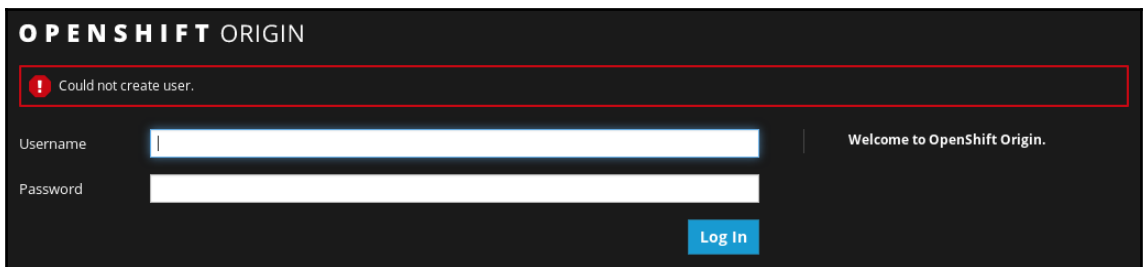 OPENSHIFT ORIGIN
Could not create user.
Username
Welcome to OpenShift Origin.
Password
Log In